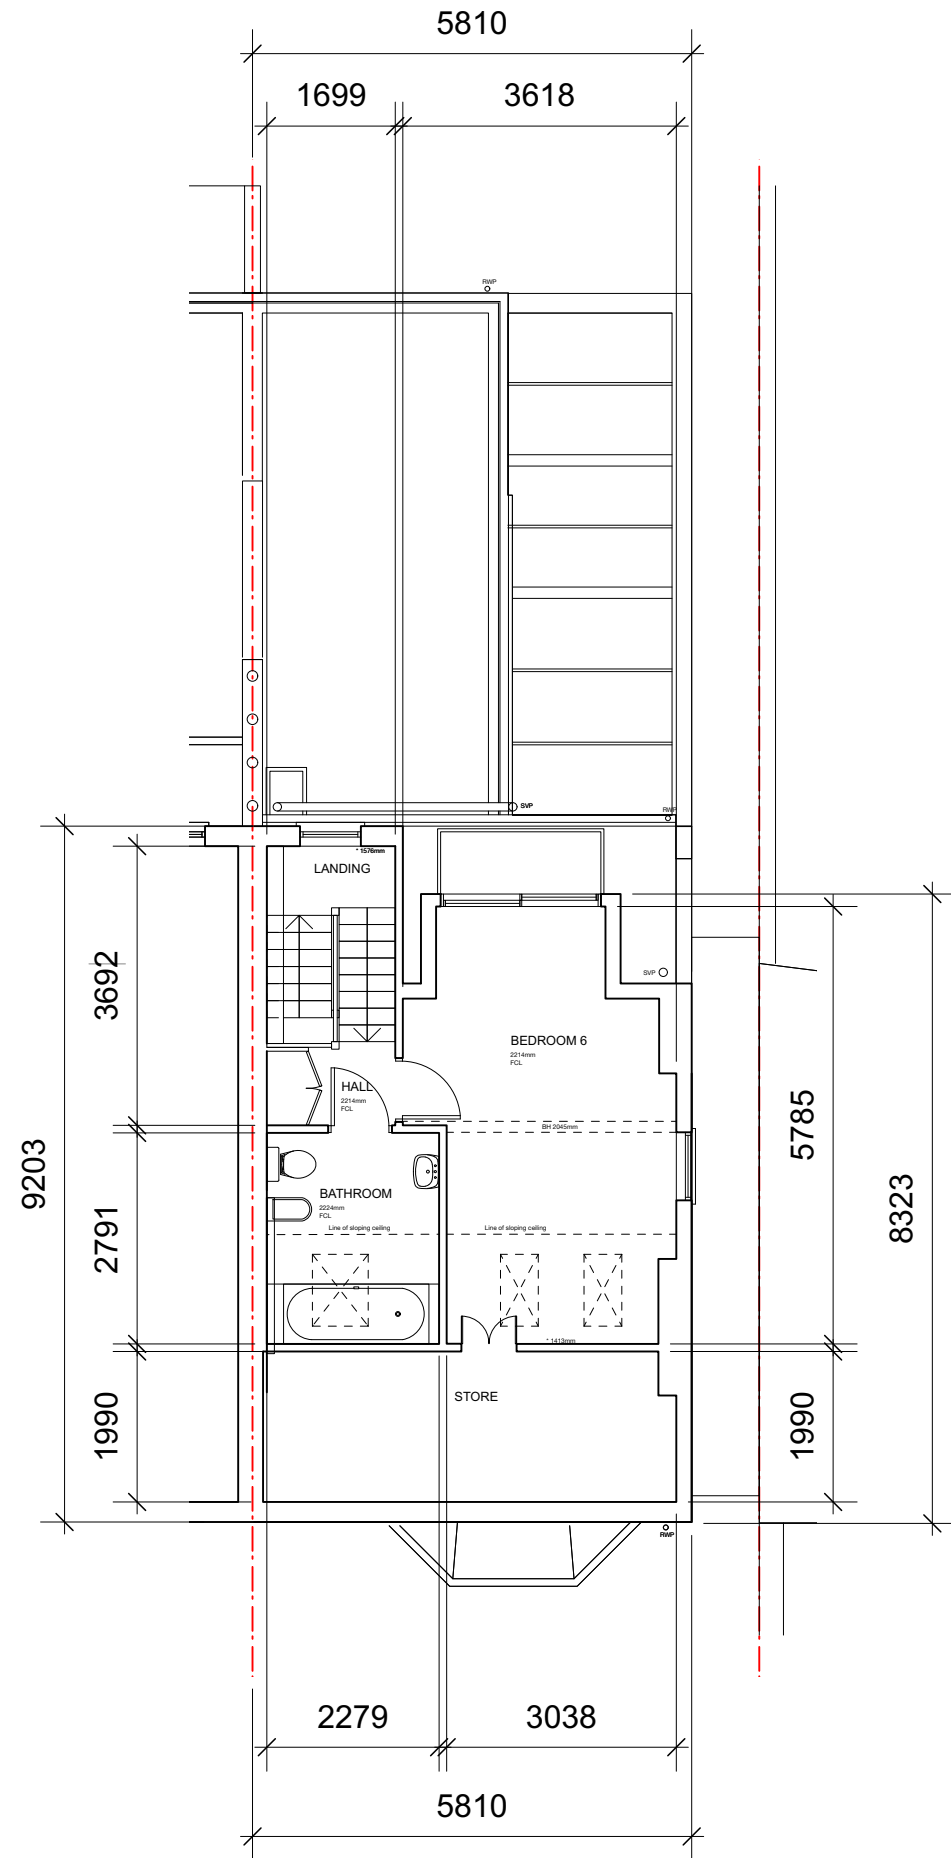 5810
1699
3618
RWP
SVP
RWP
* 1576mm
LANDING
3692
SVP
BEDROOM 6
2214mm
FCL
HALL
2214mm
FCL
5785
BH 2045mm
9203
8323
BATHROOM
2224mm
FCL
Line of sloping ceiling
Line of sloping ceiling
2791
* 1413mm
STORE
1990
1990
RWP
2279
3038
5810